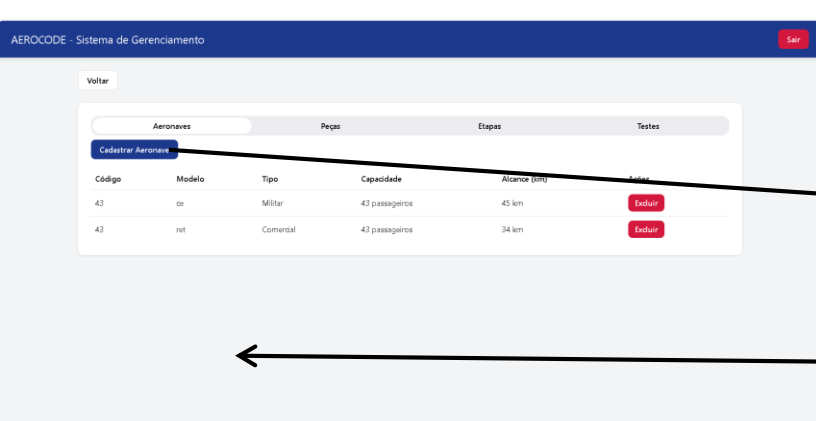 AEROCODE - Sistema de Gerenciamento Sair
Voltar
Aeronaves Peças Etapas Testes
Cadastrar Aeronave
Código Modelo Tipo Capacidade Alcance (km) Ações
43 ce Militar 43 passageiros 45 km Excluir
43 ret Comercial 43 passageiros 34 km Excluir